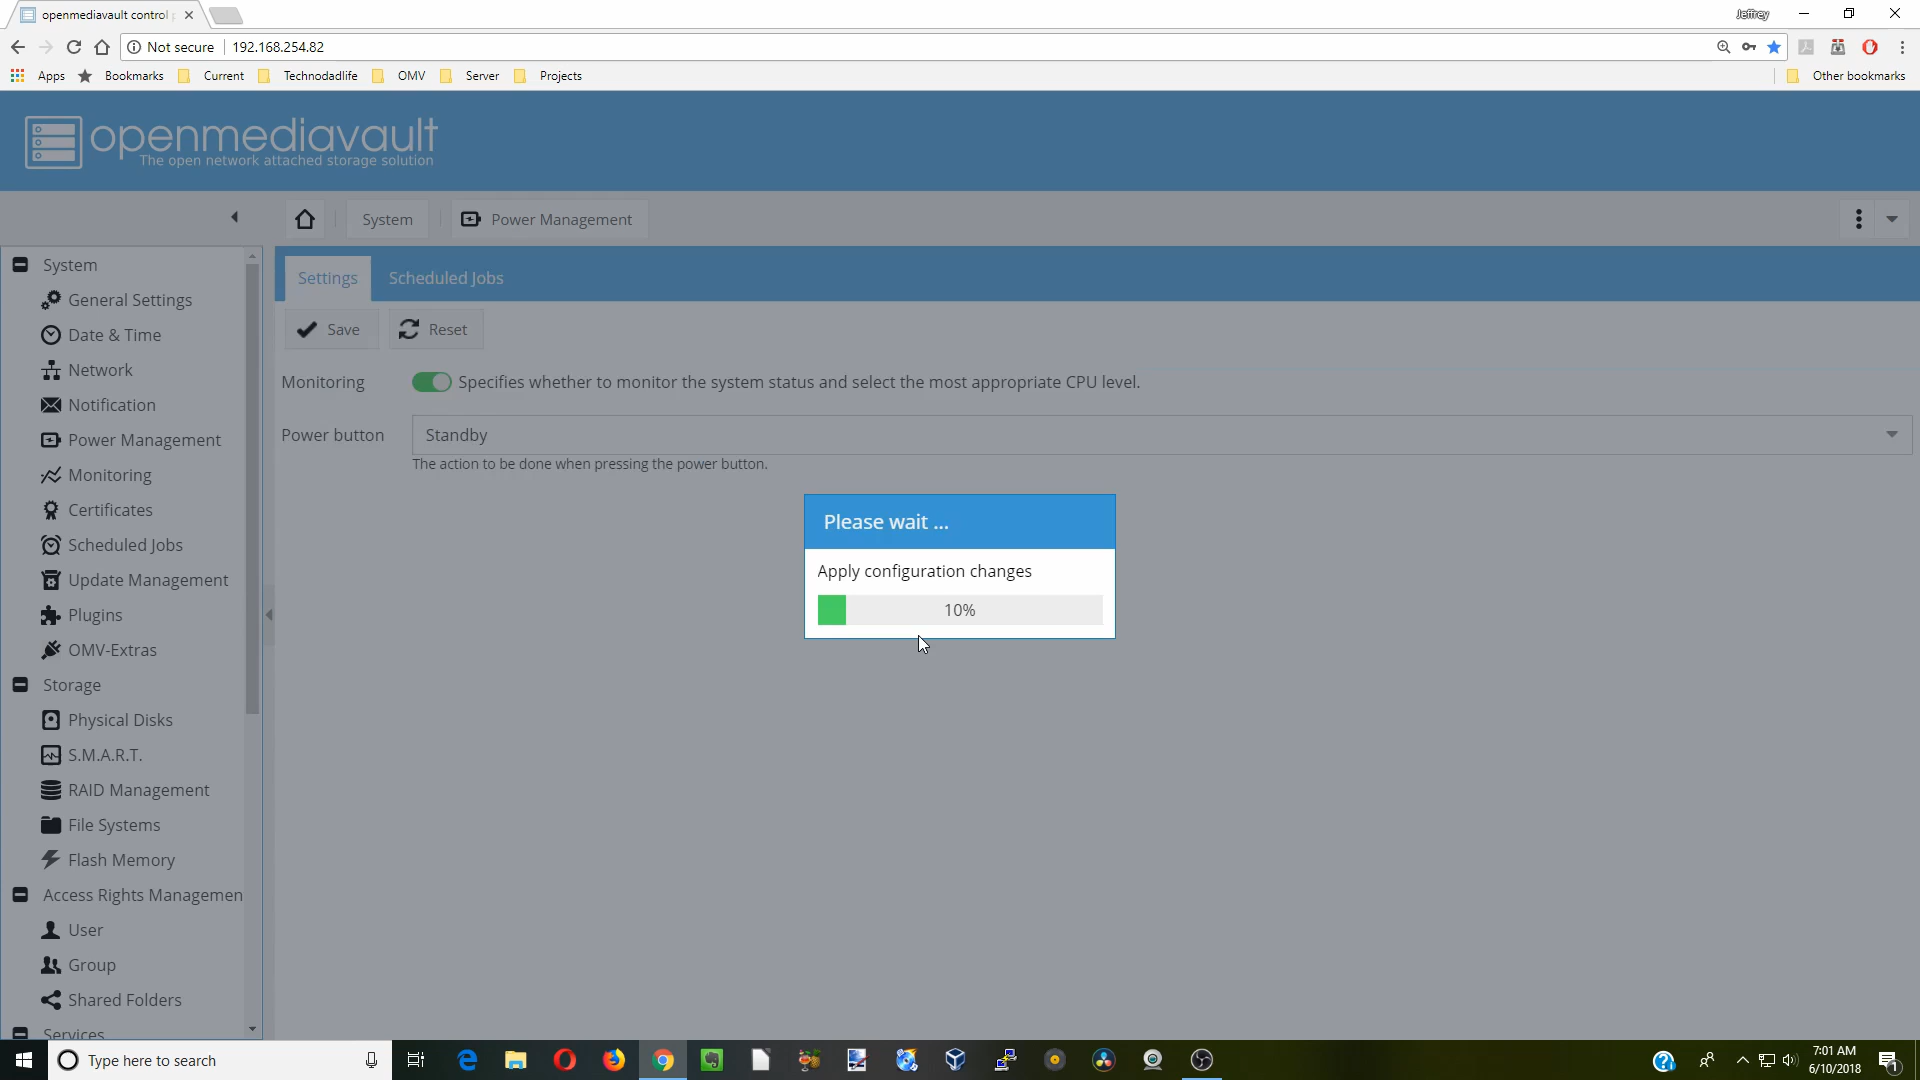 openmediavault control
Jeffrey
Not secure
192.168.254.82
Apps
Bookmarks
Current
Technodadlife
OMV
Server
Projects
Other bookmarks
openmediavault
The open network attached storage solution
System
Power Management
System
General Settings
Date & Time
Network
Notification
Power Management
Monitoring
Certificates
Scheduled Jobs
Update Management
Plugins
OMV-Extras
Storage
Physical Disks
S.M.A.R.T.
RAID Management
File Systems
Flash Memory
Access Rights Managemen
User
Group
Shared Folders
Services
Settings
Scheduled Jobs
Save
Reset
Monitoring
Specifies whether to monitor the system status and select the most appropriate CPU level.
Power button
Standby
The action to be done when pressing the power button.
Please wait ...
Apply configuration changes
10%
Type here to search
7:01 AM
6/10/2018
1